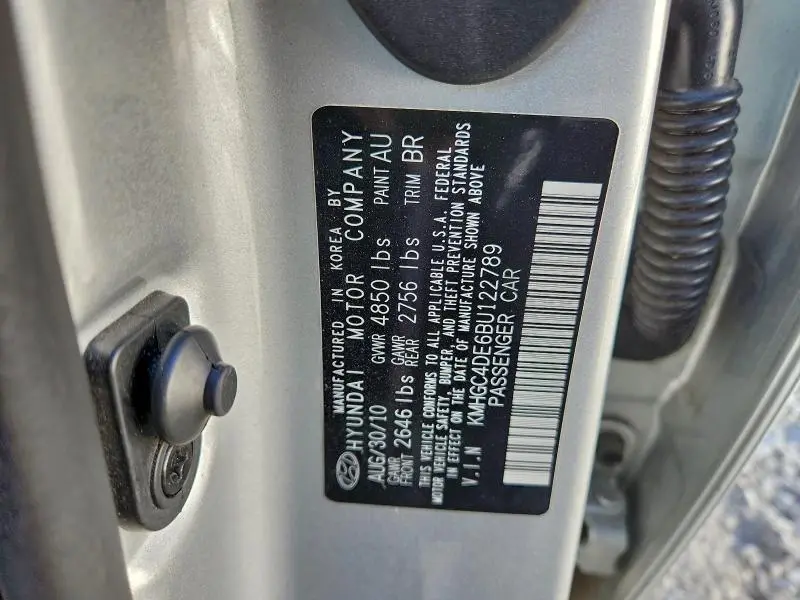 MANUFACTURED IN KOREA BY
HYUNDAI MOTOR COMPANY
AUG/30/10 GVWR 4850 lbs PAINT AU
GAWR FRONT 2646 lbs GAWR REAR 2756 lbs TRIM BR
THIS VEHICLE CONFORMS TO ALL APPLICABLE U.S.A. FEDERAL
MOTOR VEHICLE SAFETY, BUMPER, AND THEFT PREVENTION STANDARDS
IN EFFECT ON THE DATE OF MANUFACTURE SHOWN ABOVE
V.I.N KMHGC4DE6BU122789
PASSENGER CAR